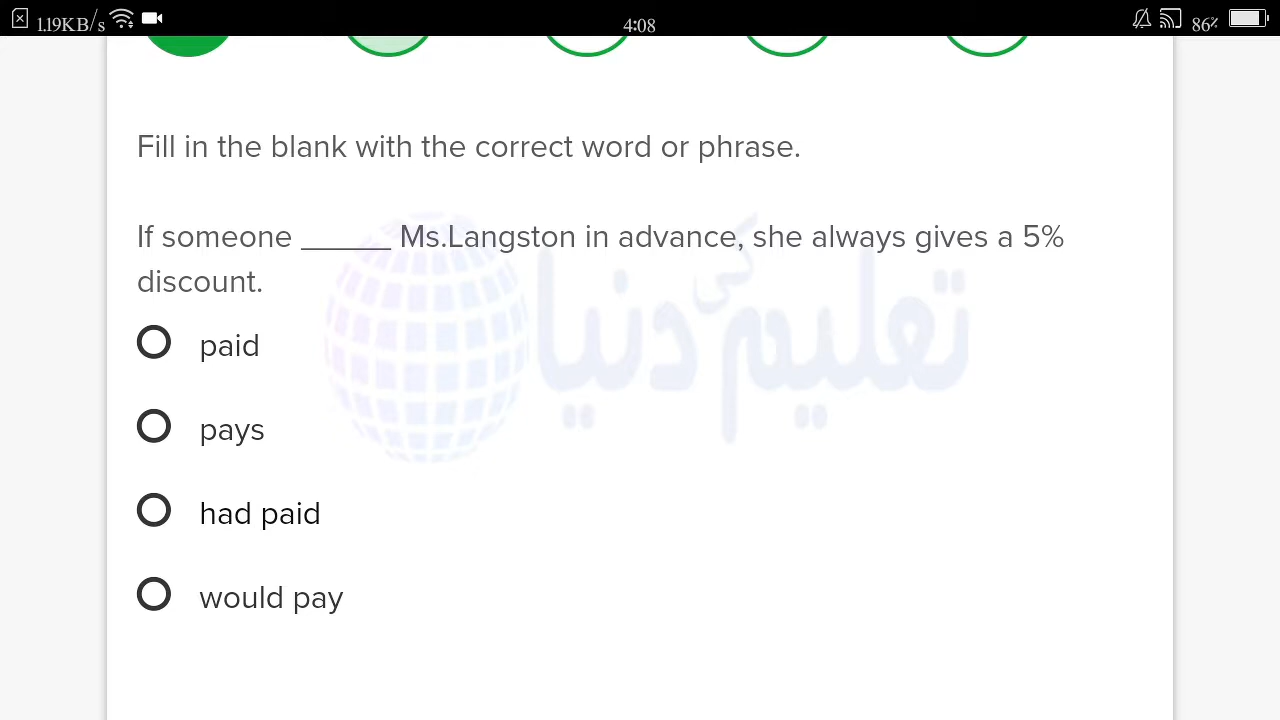 1.19KB/s 4:08 86%
Fill in the blank with the correct word or phrase.
If someone ______ Ms.Langston in advance, she always gives a 5%
discount.
تعلیم کی دنیا
paid
pays
had paid
would pay